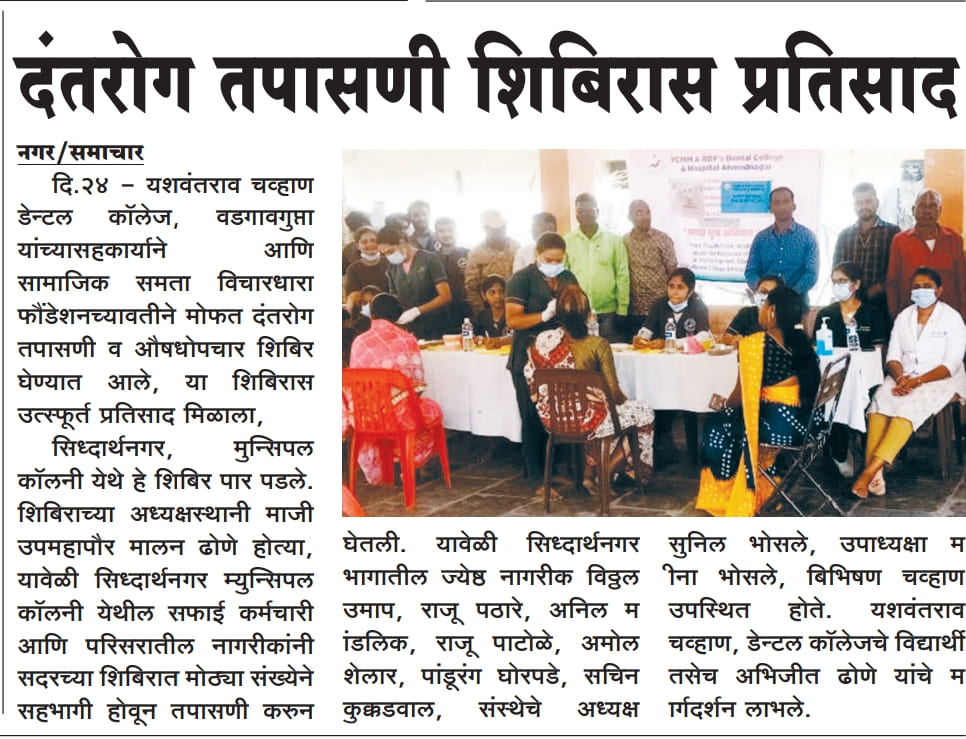 दंतरोग तपासणी शिबिरास प्रतिसाद
नगर/समाचार
दि.२४ – यशवंतराव चव्हाण
डेन्टल कॉलेज, वडगावगुप्ता
यांच्यासहकार्याने आणि
सामाजिक समता विचारधारा
फौंडेशनच्यावतीने मोफत दंतरोग
तपासणी व औषधोपचार शिबिर
घेण्यात आले, या शिबिरास
उत्स्फूर्त प्रतिसाद मिळाला,
सिध्दार्थनगर, मुन्सिपल
कॉलनी येथे हे शिबिर पार पडले.
शिबिराच्या अध्यक्षस्थानी माजी
उपमहापौर मालन ढोणे होत्या,
यावेळी सिध्दार्थनगर म्युन्सिपल
कॉलनी येथील सफाई कर्मचारी
आणि परिसरातील नागरीकांनी
सदरच्या शिबिरात मोठ्या संख्येने
सहभागी होवून तपासणी करुन
YCMM & RDF's Dental College
& Hospital Ahmednagar
घेतली. यावेळी सिध्दार्थनगर
भागातील ज्येष्ठ नागरीक विठ्ठल
उमाप, राजू पठारे, अनिल म
ंडलिक, राजू पाटोळे, अमोल
शेलार, पांडूरंग घोरपडे, सचिन
कुक्कडवाल, संस्थेचे अध्यक्ष
सुनिल भोसले, उपाध्यक्षा म
ीना भोसले, बिभिषण चव्हाण
उपस्थित होते. यशवंतराव
चव्हाण, डेन्टल कॉलेजचे विद्यार्थी
तसेच अभिजीत ढोणे यांचे म
ार्गदर्शन लाभले.